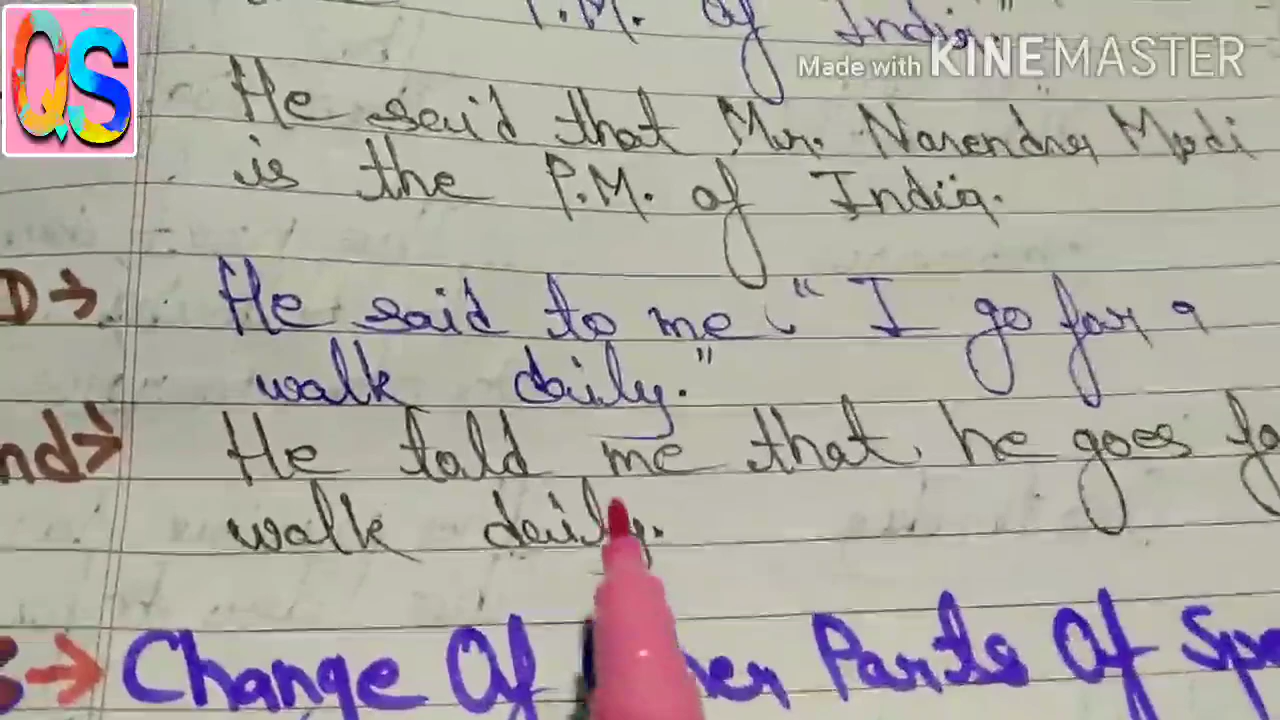 P.M. of India."
QS
Made with KINEMASTER
He said that Mr. Narendra Modi
is the P.M. of India.
D→ He said to me, "I go for a
walk daily."
nd→ He told me that he goes fo
walk daily.
→ Change Of Parts Of Spe